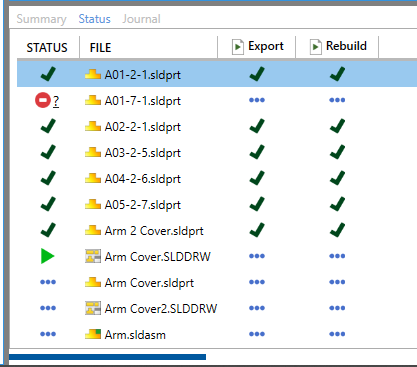 Summary Status Journal
STATUS FILE Export Rebuild
A01-2-1.sldprt
? A01-7-1.sldprt
A02-2-1.sldprt
A03-2-5.sldprt
A04-2-6.sldprt
A05-2-7.sldprt
Arm 2 Cover.sldprt
Arm Cover.SLDDRW
Arm Cover.sldprt
Arm Cover2.SLDDRW
Arm.sldasm